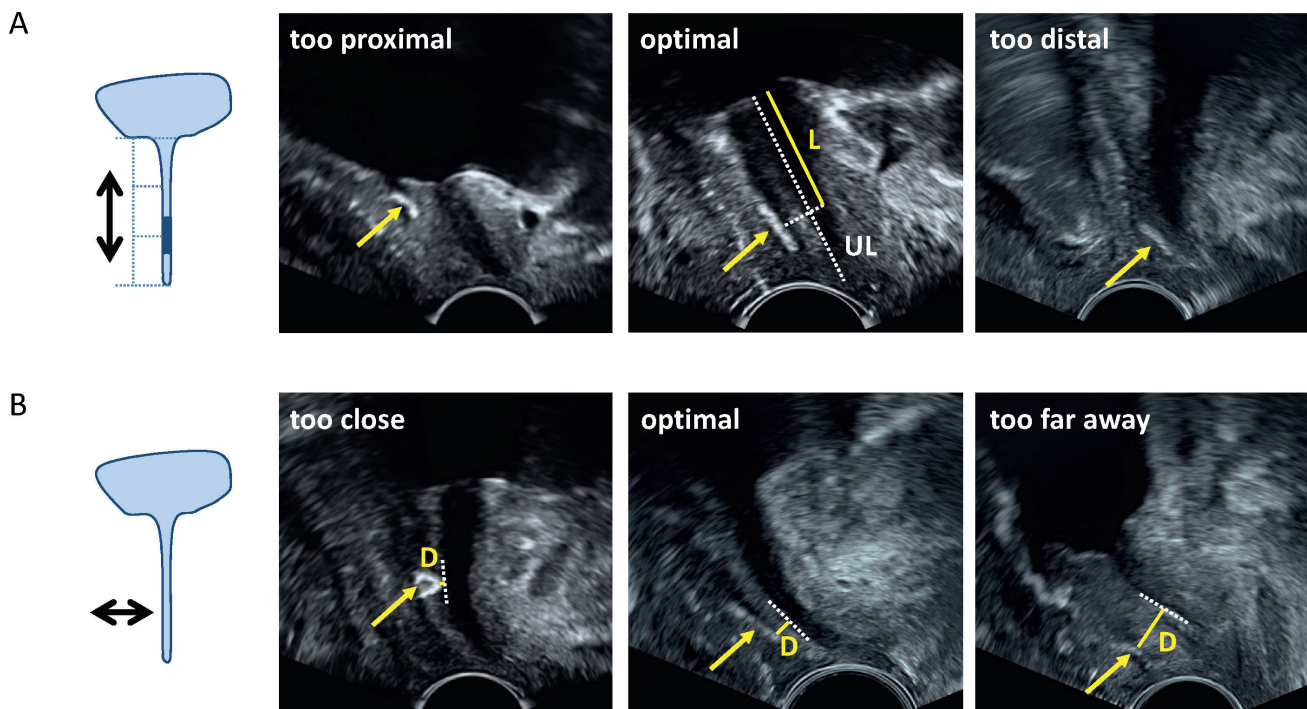 A
too proximal
optimal
too distal
L
UL
B
too close
optimal
too far away
D
D
D